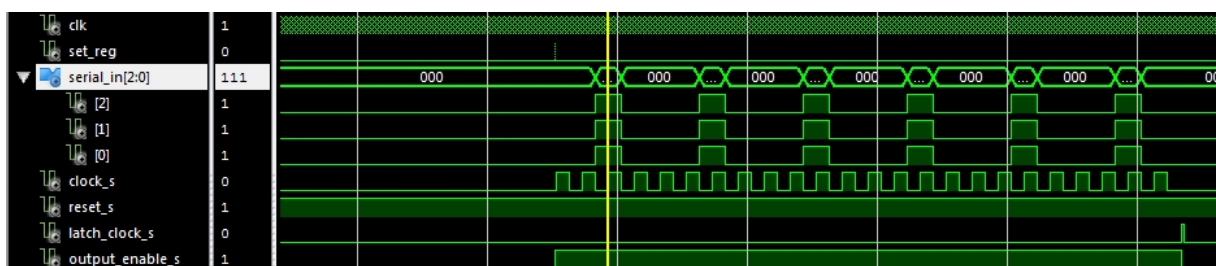 clk 1
set_reg 0
serial_in[2:0] 111 000 ... 000 ... 000 ... 000 ... 000 ... 000 ... 00
[2] 1
[1] 1
[0] 1
clock_s 0
reset_s 1
latch_clock_s 0
output_enable_s 1